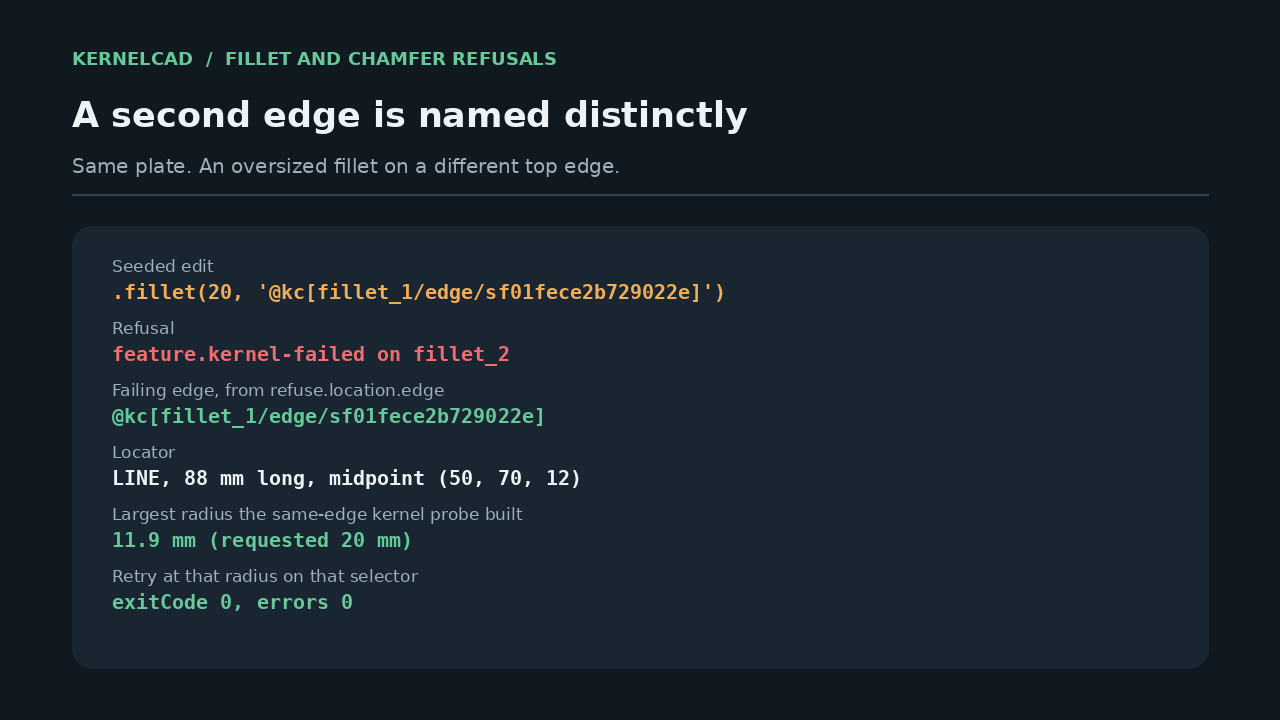 KERNELCAD / FILLET AND CHAMFER REFUSALS
A second edge is named distinctly
Same plate. An oversized fillet on a different top edge.
Seeded edit
.fillet(20, '@kc[fillet_1/edge/sf01fece2b729022e]')
Refusal
feature.kernel-failed on fillet_2
Failing edge, from refuse.location.edge
@kc[fillet_1/edge/sf01fece2b729022e]
Locator
LINE, 88 mm long, midpoint (50, 70, 12)
Largest radius the same-edge kernel probe built
11.9 mm (requested 20 mm)
Retry at that radius on that selector
exitCode 0, errors 0